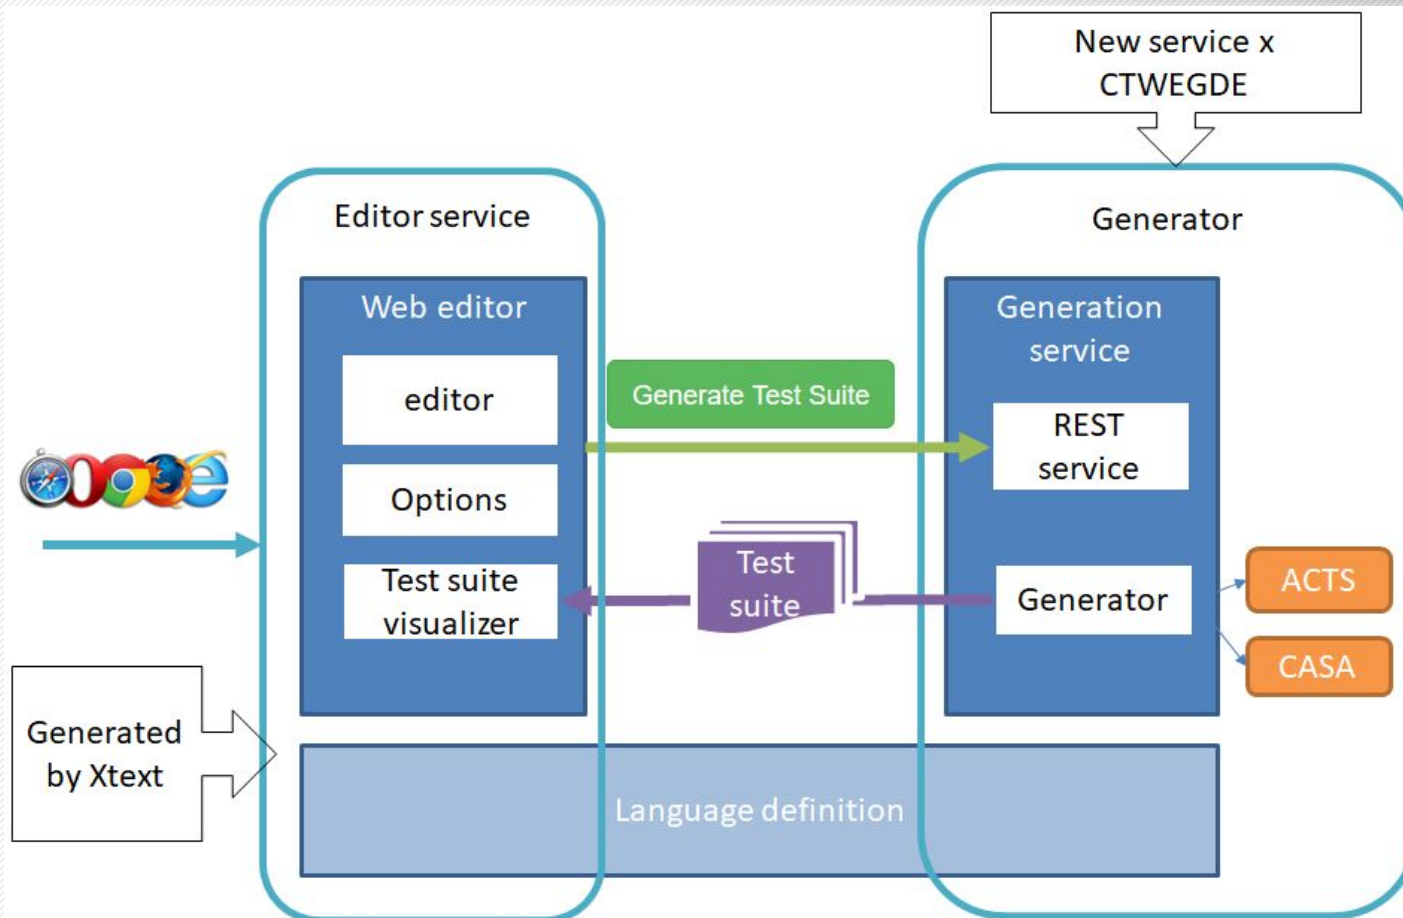 New service x
CTWEGDE
Editor service
Generator
Web editor
Generation
service
editor
Generate Test Suite
REST
service
Options
Test
suite
Test suite
visualizer
Generator
ACTS
CASA
Generated
by Xtext
Language definition